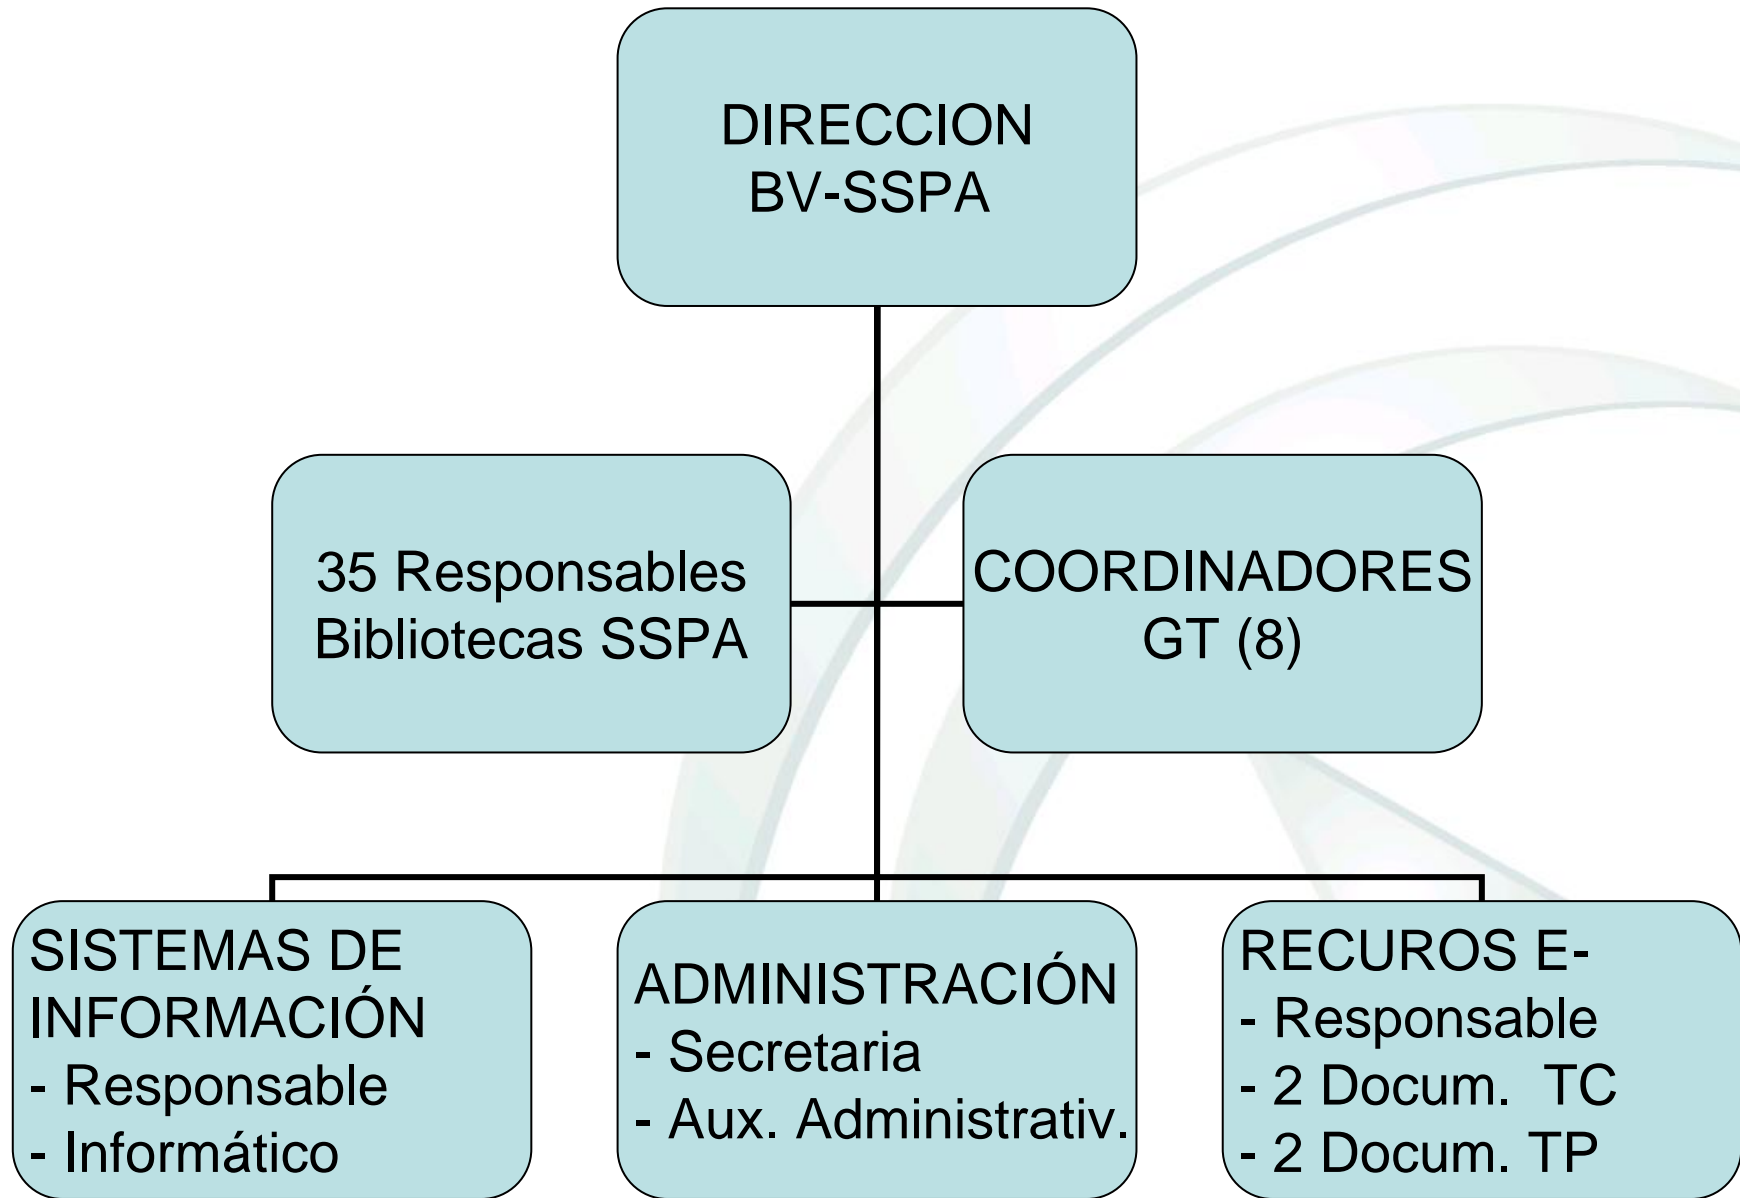 DIRECCION
BV-SSPA
35 Responsables
Bibliotecas SSPA
COORDINADORES
GT (8)
SISTEMAS DE
INFORMACIÓN
- Responsable
- Informático
ADMINISTRACIÓN
- Secretaria
- Aux. Administrativ.
RECUROS E-
- Responsable
- 2 Docum.  TC
- 2 Docum. TP